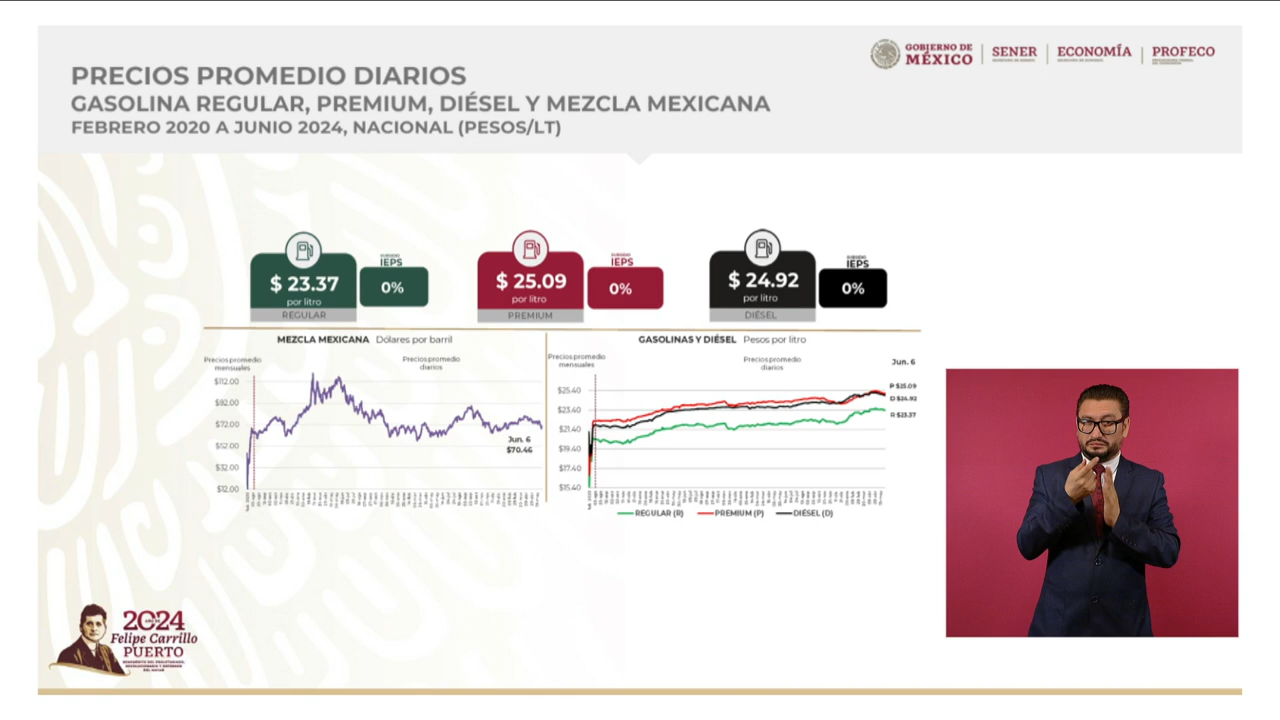 PRECIOS PROMEDIO DIARIOS
GASOLINA REGULAR, PREMIUM, DIÉSEL Y MEZCLA MEXICANA
FEBRERO 2020 A JUNIO 2024, NACIONAL (PESOS/LT)
GOBIERNO DE
MÉXICO
SENER
ECONOMÍA
PROFECO
$ 23.37
por litro
REGULAR
IEPS
0%
$ 25.09
por litro
PREMIUM
IEPS
0%
$ 24.92
por litro
DIÉSEL
IEPS
0%
MEZCLA MEXICANA Dólares por barril
Precios promedio
mensuales
Precios promedio
diarios
$112.00
$92.00
$72.00
$52.00
$32.00
$12.00
Jun. 6
$70.46
GASOLINAS Y DIÉSEL Pesos por litro
Precios promedio
mensuales
Precios promedio
diarios
Jun. 6
$25.40
$23.40
$21.40
$19.40
$17.40
$15.40
P $25.09
D $24.92
R $23.37
REGULAR (R) PREMIUM (P) DIÉSEL (D)
2024
Felipe Carrillo
PUERTO